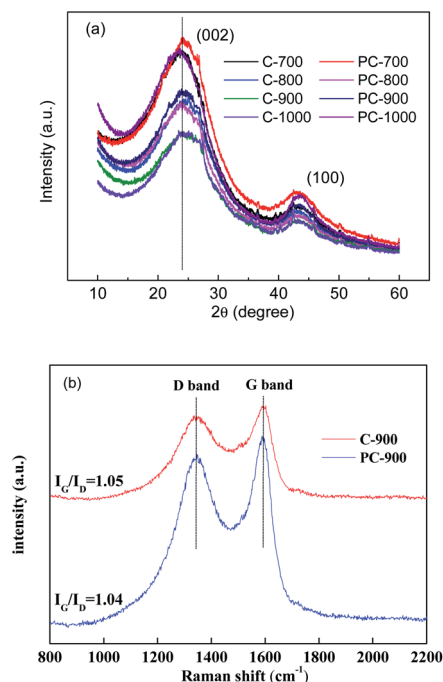 (a)
(002)
C-700 PC-700
C-800 PC-800
C-900 PC-900
C-1000 PC-1000
(100)
Intensity (a.u.)
10 20 30 40 50 60
2θ (degree)
(b)
D band G band
C-900
PC-900
I_G/I_D=1.05
I_G/I_D=1.04
intensity (a.u.)
800 1000 1200 1400 1600 1800 2000 2200
Raman shift (cm⁻¹)